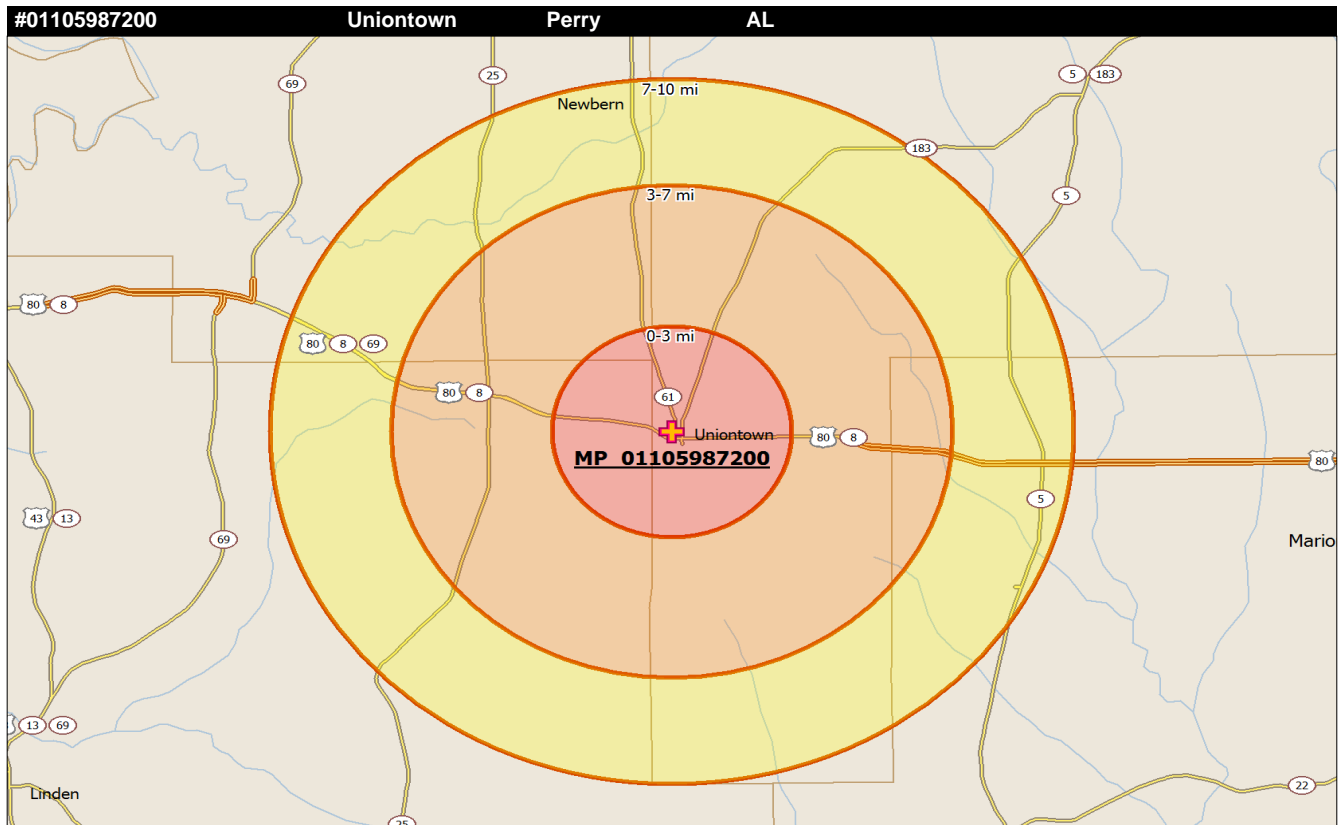 #01105987200 Uniontown Perry AL
25
5 183
69
7-10 mi
Newbern
183
3-7 mi
5
80 8
0-3 mi
80 8 69
80 8
61
Uniontown
80 8
MP 01105987200
80
5
43 13
69
Mario
13 69
22
Linden
25